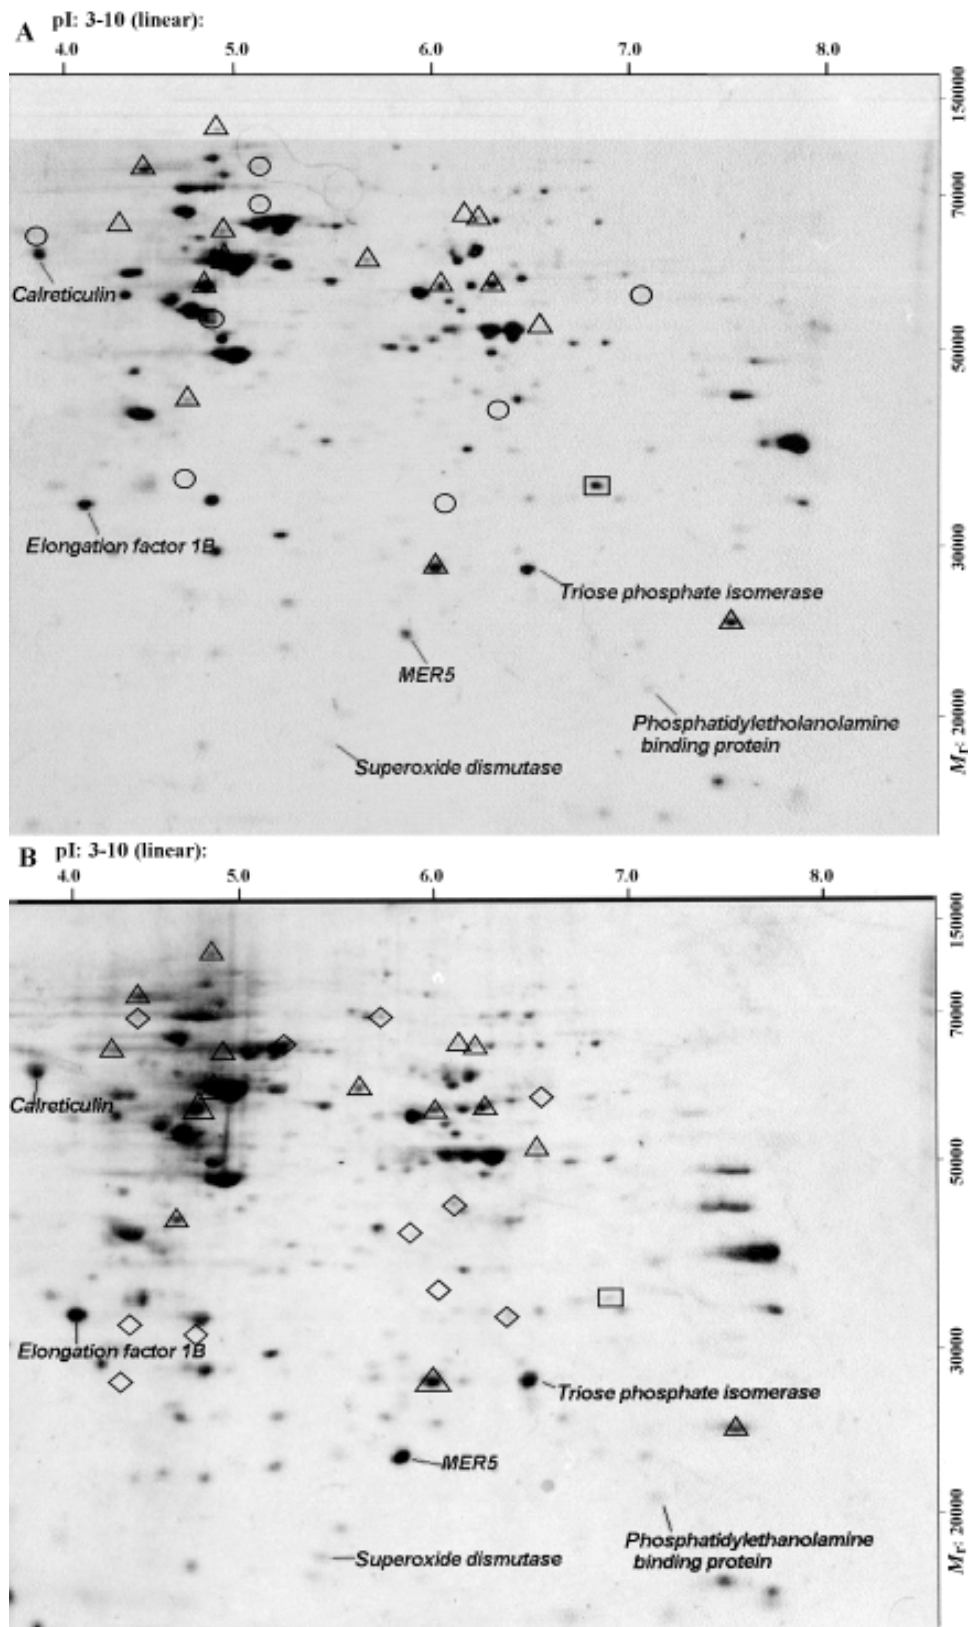 A pI: 3-10 (linear):
4.0 5.0 6.0 7.0 8.0
150000
70000
Calreticulin
50000
Elongation factor 1B
30000
Triose phosphate isomerase
MER5
Phosphatidyletholanolamine
binding protein
20000
Superoxide dismutase
Mr:
B pI: 3-10 (linear):
4.0 5.0 6.0 7.0 8.0
150000
70000
Calreticulin
50000
Elongation factor 1B
30000
Triose phosphate isomerase
MER5
20000
Phosphatidylethanolamine
binding protein
Superoxide dismutase
Mr: